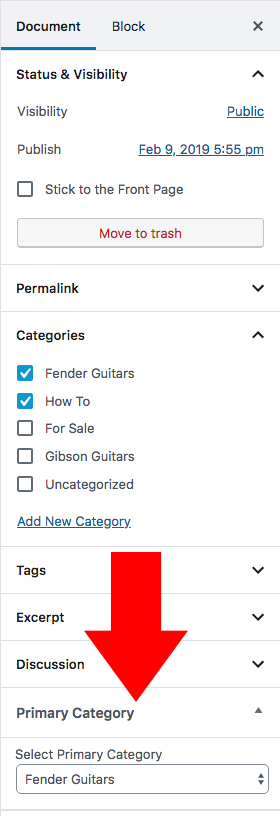 Document Block ×
Status & Visibility
Visibility Public
Publish Feb 9, 2019 5:55 pm
Stick to the Front Page
Move to trash
Permalink
Categories
Fender Guitars
How To
For Sale
Gibson Guitars
Uncategorized
Add New Category
Tags
Excerpt
Discussion
Primary Category
Select Primary Category
Fender Guitars